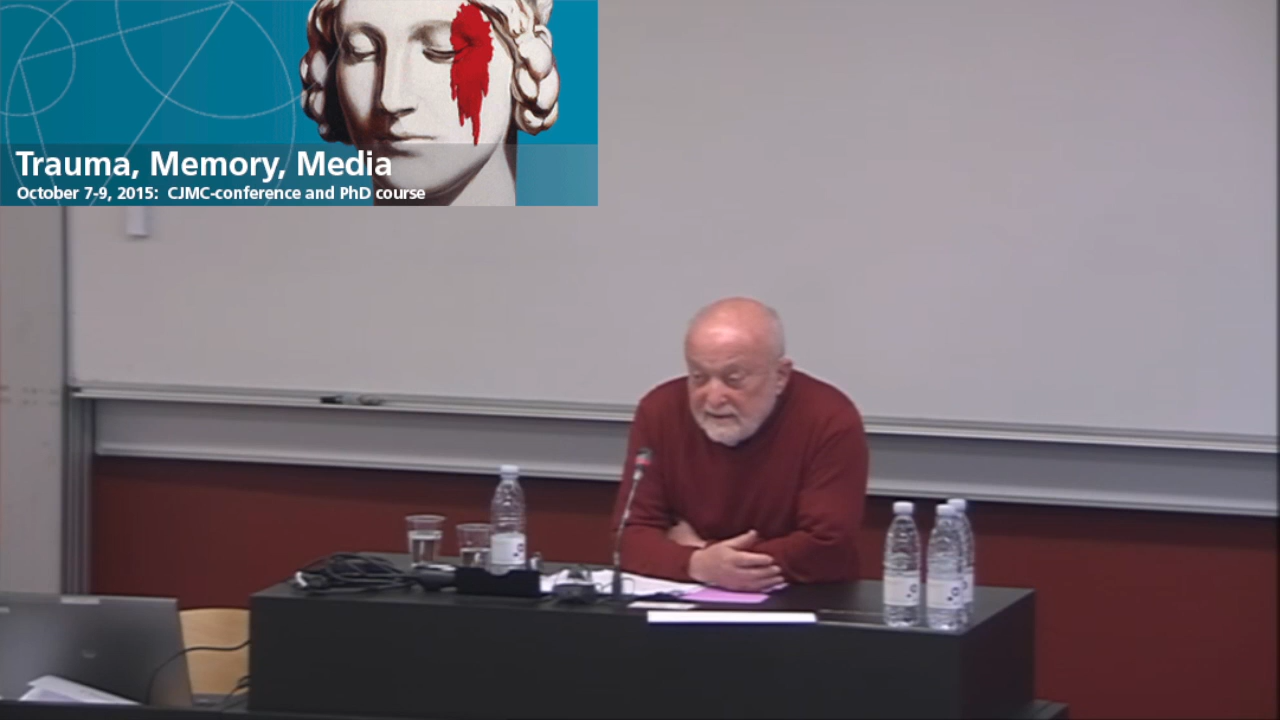 Trauma, Memory, Media
October 7-9, 2015: CJMC-conference and PhD course